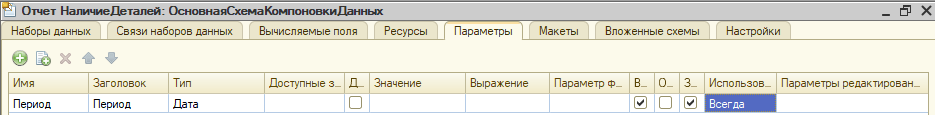 Отчет НаличиеДеталей: ОсновнаяСхемаКомпоновкиДанных
Наборы данных Связи наборов данных Вычисляемые поля Ресурсы Параметры Макеты Вложенные схемы Настройки
Имя Заголовок Тип Доступные з... Д... Значение Выражение Параметр ф... В... О... З... Использов... Параметры редактирован...
Период Период Дата Всегда